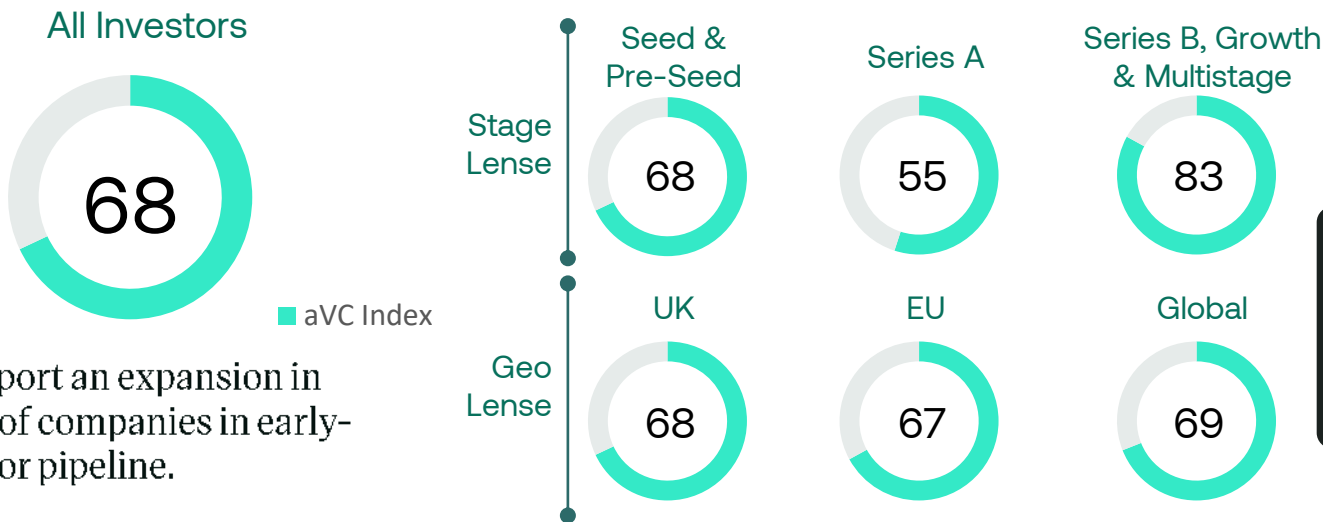 All Investors
68
aVC Index
port an expansion in
of companies in early-
or pipeline.
Stage
Lense
Seed &
Pre-Seed
68
Series A
55
Series B, Growth
& Multistage
83
Geo
Lense
UK
68
EU
67
Global
69